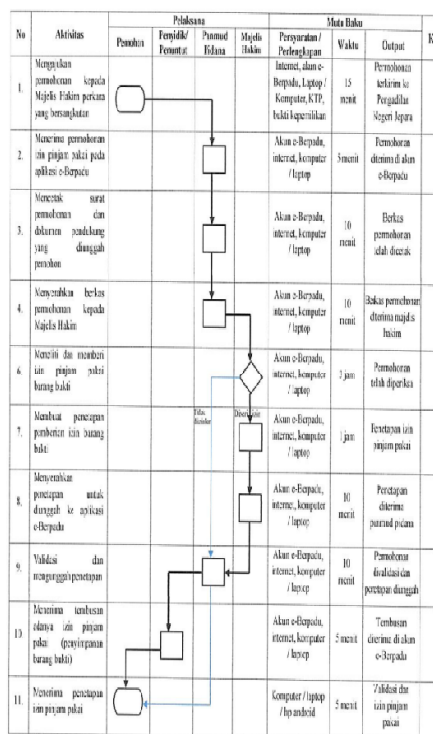 No
Aktivitas
Pelaksana
Mutu Baku
K
Pemohon
Penyidik/
Penuntut
Panmud
Pidana
Majelis
Hakim
Persyaratan /
Perlengkapan
Waktu
Output
1.
Mengajukan
permohonan kepada
Majelis Hakim perkara
yang bersangkutan
Internet, akun e-
Berpadu, Laptop /
Komputer, KTP,
bukti kepemilikan
15
menit
Permohonan
terkirim ke
Pengadilan
Negeri Jepara
2.
Menerima permohonan
izin pinjam pakai pada
aplikasi e-Berpadu
Akun e-Berpadu,
internet, komputer
/ laptop
5 menit
Permohonan
diterima di akun
e-Berpadu
3.
Mencetak surat
permohonan dan
dokumen pendukung
yang diunggah
pemohon
Akun e-Berpadu,
internet, komputer
/ laptop
10
menit
Berkas
permohonan
telah dicetak
4.
Menyerahkan berkas
permohonan kepada
Majelis Hakim
Akun e-Berpadu,
internet, komputer
/ laptop
10
menit
Berkas permohonan
diterima majelis
hakim
6.
Meneliti dan memberi
izin pinjam pakai
barang bukti
Akun e-Berpadu,
internet, komputer
/ laptop
jam
Permohonan
telah diperiksa
Tidak
7.
Membuat penetapan
pemberian izin barang
bukti
Akun e-Berpadu,
internet, komputer
/ laptop
1 jam
Penetapan izin
pinjam pakai
8.
Menyerahkan
penetapan untuk
diunggah ke aplikasi
e-Berpadu
Akun e-Berpadu,
internet, komputer
/ laptop
10
menit
Penetapan
diterima
panmud pidana
9.
Validasi dan
mengunggah penetapan
Akun e-Berpadu,
internet, komputer
/ laptop
10
menit
Permohonan
divalidasi dan
penetapan diunggah
10.
Menerima tembusan
adanya izin pinjam
pakai (penyimpanan
barang bukti)
Akun e-Berpadu,
internet, komputer
/ laptop
5 menit
Tembusan
diterima di akun
e-Berpadu
11.
Menerima penetapan
izin pinjam pakai
Komputer / laptop
/ hp android
5 menit
Validasi dan
izin pinjam
pakai